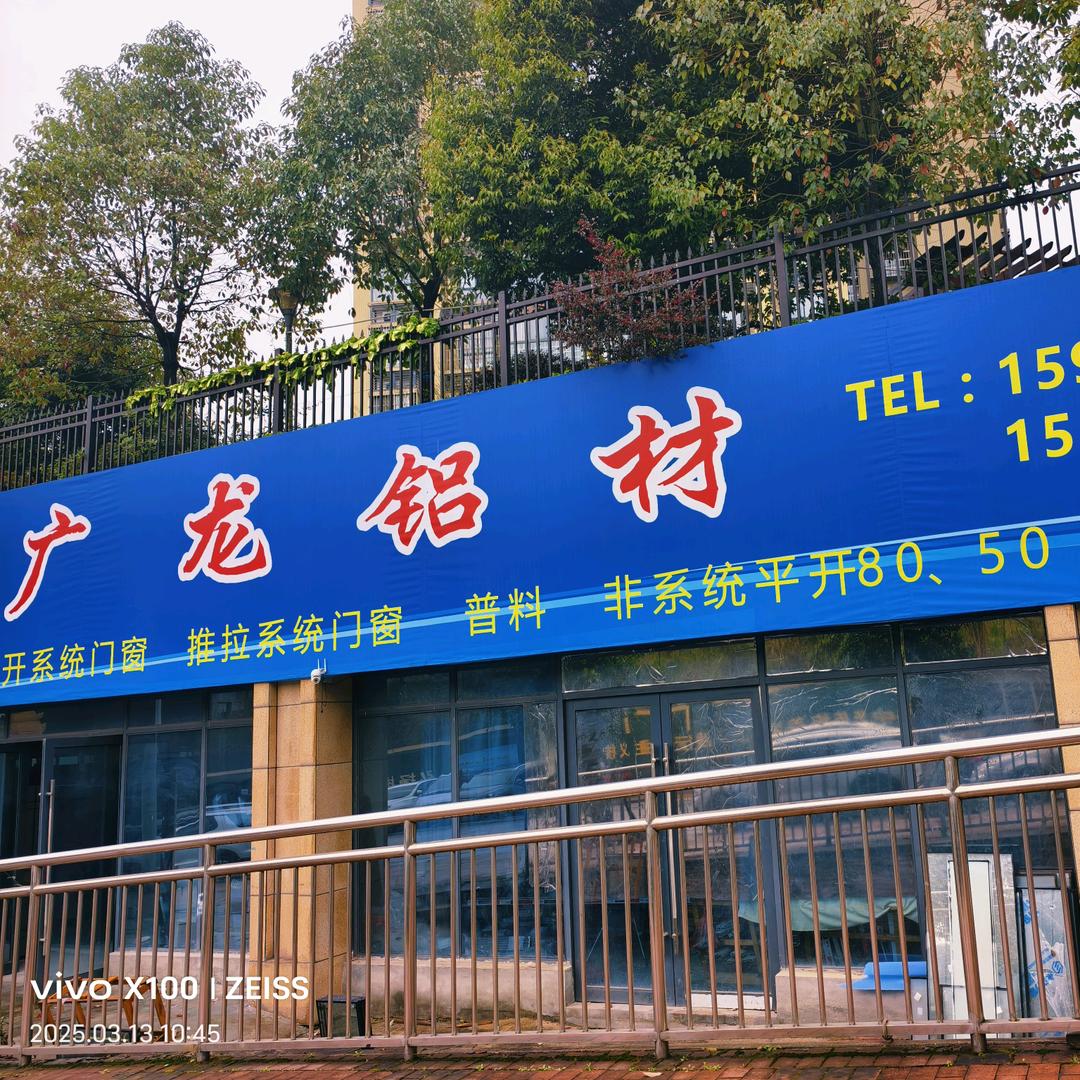 广龙铝材
TEL：159
15
开系统门窗 推拉系统门窗 普料 非系统平开80、50
vivo X100 | ZEISS
2025.03.13 10:45